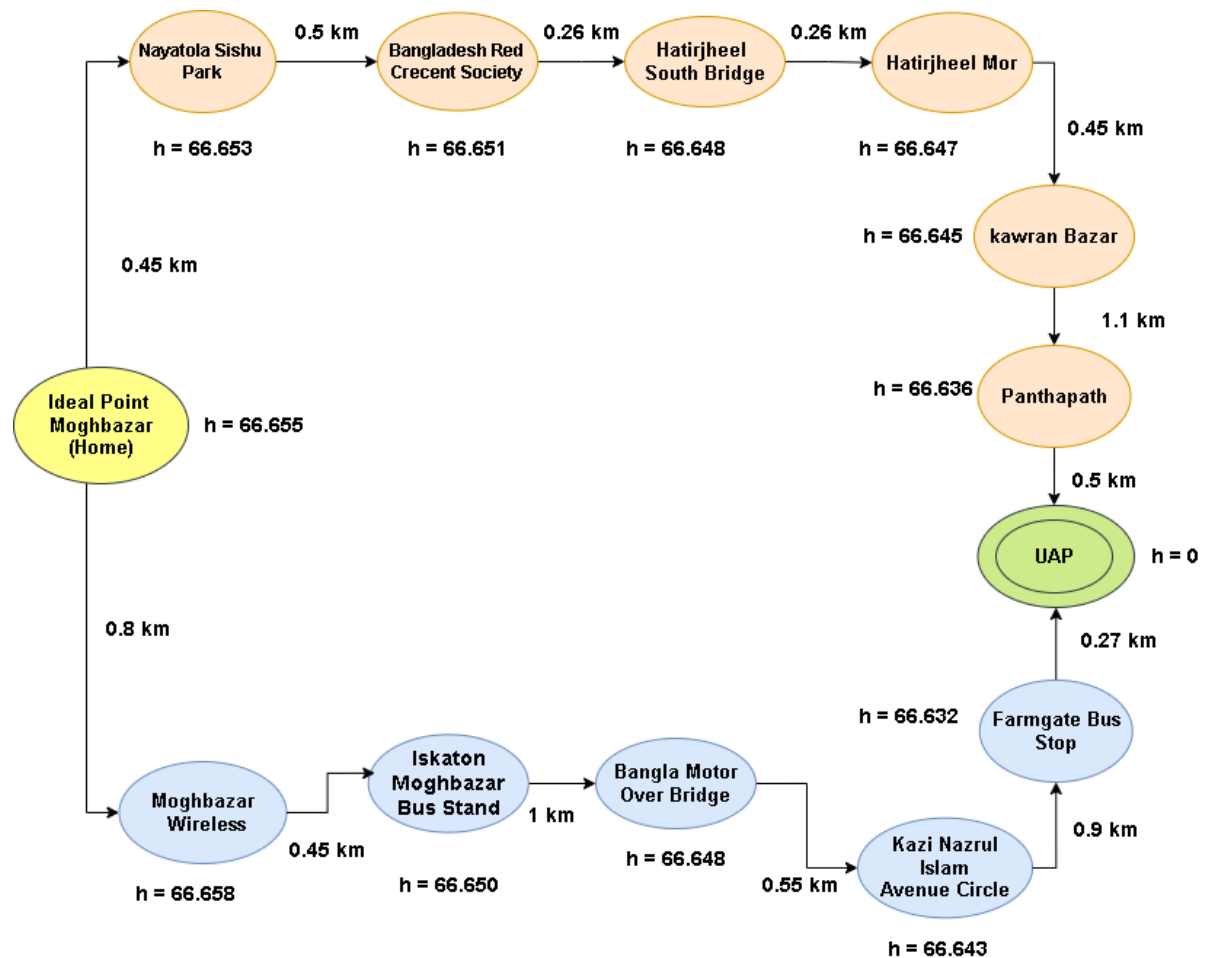 0.5 km
0.26 km
0.26 km
Nayatola Sishu
Park
Bangladesh Red
Crecent Society
Hatirjheel
South Bridge
Hatirjheel Mor
h = 66.653
h = 66.651
h = 66.648
h = 66.647
0.45 km
h = 66.645
kawran Bazar
0.45 km
1.1 km
Ideal Point
Moghbazar
(Home)
h = 66.655
h = 66.636
Panthapath
0.5 km
UAP
h = 0
0.8 km
0.27 km
h = 66.632
Farmgate Bus
Stop
Moghbazar
Wireless
0.45 km
Iskaton
Moghbazar
Bus Stand
1 km
Bangla Motor
Over Bridge
0.55 km
Kazi Nazrul
Islam
Avenue Circle
0.9 km
h = 66.658
h = 66.650
h = 66.648
h = 66.643